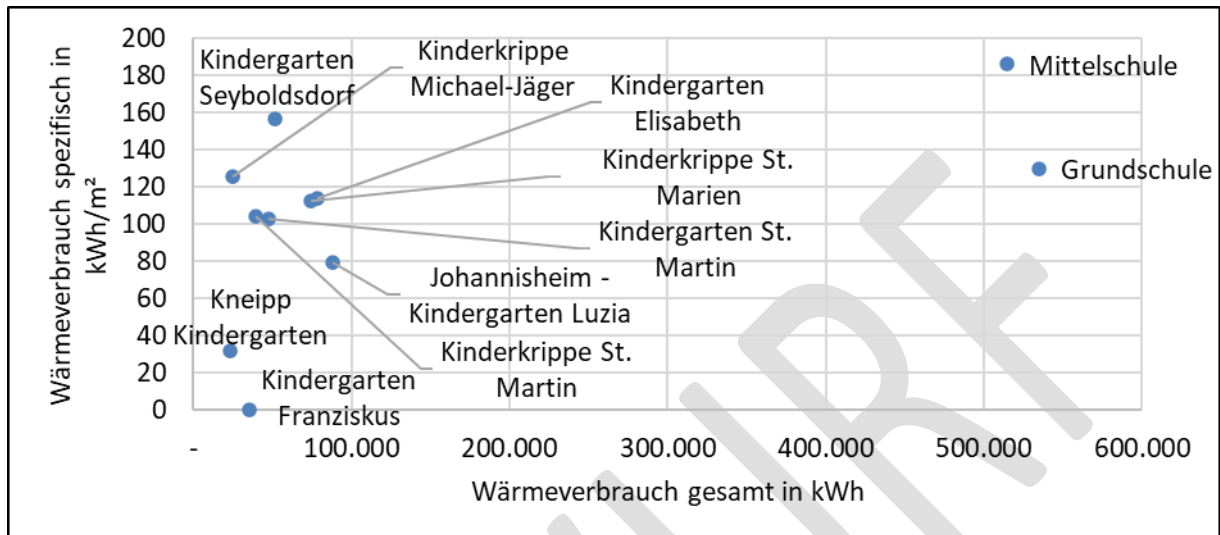 Wärmeverbrauch spezifisch in
kWh/m²
200
180
160
140
120
100
80
60
40
20
0
Kindergarten
Seyboldsdorf
Kinderkrippe
Michael-Jäger
Kindergarten
Elisabeth
Mittelschule
Kinderkrippe St.
Marien
Grundschule
Kindergarten St.
Martin
Johannisheim -
Kindergarten Luzia
Kneipp
Kindergarten
Kinderkrippe St.
Martin
Kindergarten
Franziskus
-
100.000
200.000
300.000
400.000
500.000
600.000
Wärmeverbrauch gesamt in kWh